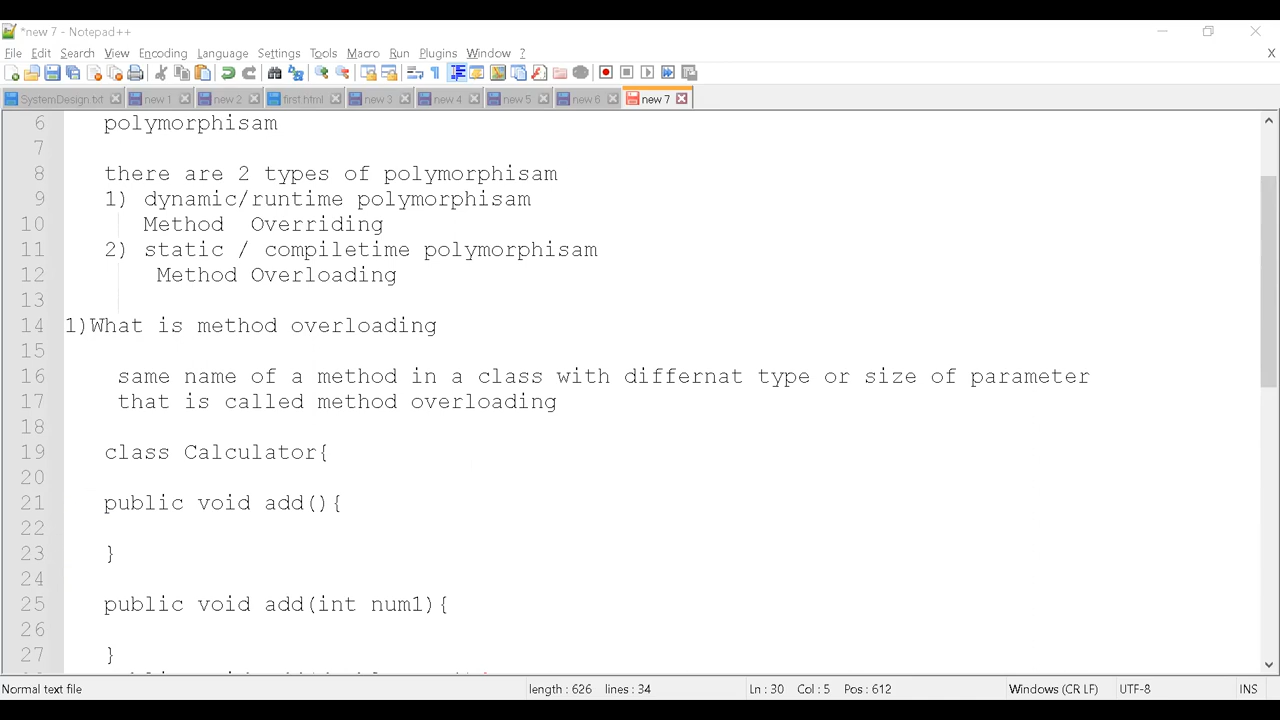 *new 7 - Notepad++
File Edit Search View Encoding Language Settings Tools Macro Run Plugins Window ?
X
SystemDesign.txt new 1 new 2 first.html new 3 new 4 new 5 new 6 new 7
6 polymorphisam
7
8 there are 2 types of polymorphisam
9 1) dynamic/runtime polymorphisam
10 Method Overriding
11 2) static / compiletime polymorphisam
12 Method Overloading
13
14 1)What is method overloading
15
16 same name of a method in a class with differnat type or size of parameter
17 that is called method overloading
18
19 class Calculator{
20
21 public void add(){
22
23 }
24
25 public void add(int num1){
26
27 }
Normal text file length : 626 lines : 34 Ln : 30 Col : 5 Pos : 612 Windows (CR LF) UTF-8 INS